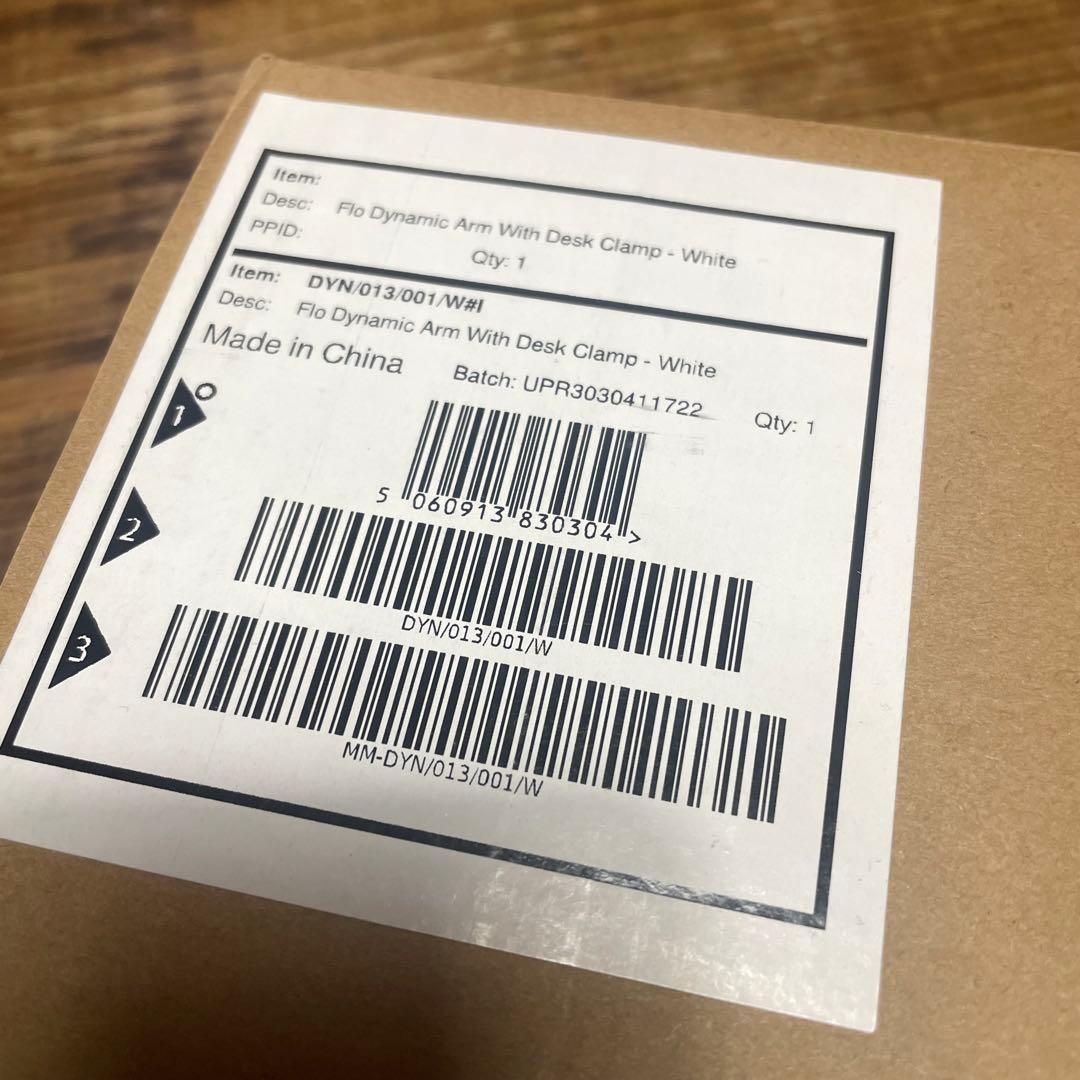 Item:
Desc: Flo Dynamic Arm With Desk Clamp - White
PPID:
Qty: 1
Item: DYN/013/001/W#I
Desc: Flo Dynamic Arm With Desk Clamp - White
Made in China
Batch: UPR3030411722
Qty: 1
1
5 060913 830304 >
2
DYN/013/001/W
3
MM-DYN/013/001/W